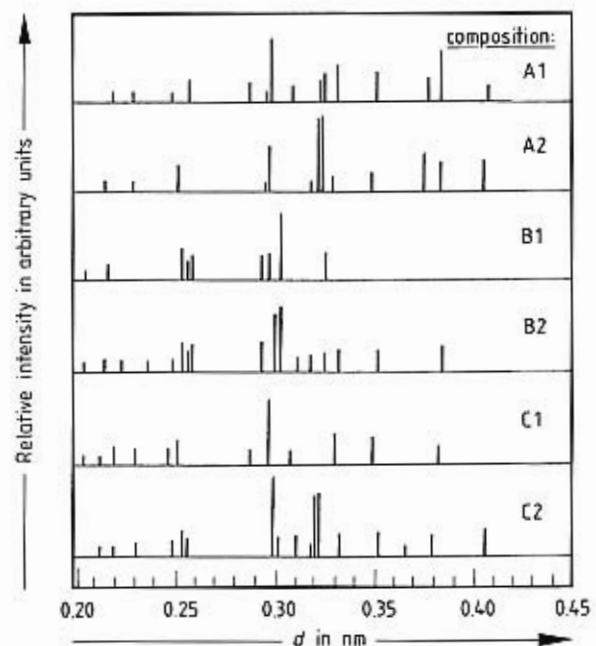 composition:
A1
A2
B1
B2
C1
C2
Relative intensity in arbitrary units
0.20 0.25 0.30 0.35 0.40 0.45
d in nm